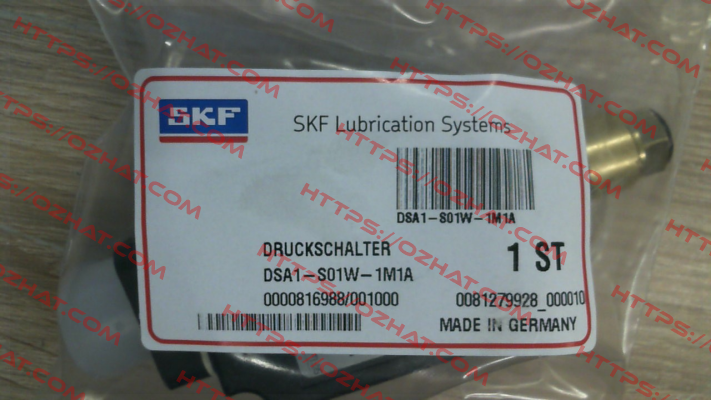 SKF
SKF Lubrication Systems
DSA1-S01W-1M1A
DRUCKSCHALTER
1 ST
DSA1-S01W-1M1A
0000816988/001000
0081279928_000010
MADE IN GERMANY
HTTPS://OZHAT.COM